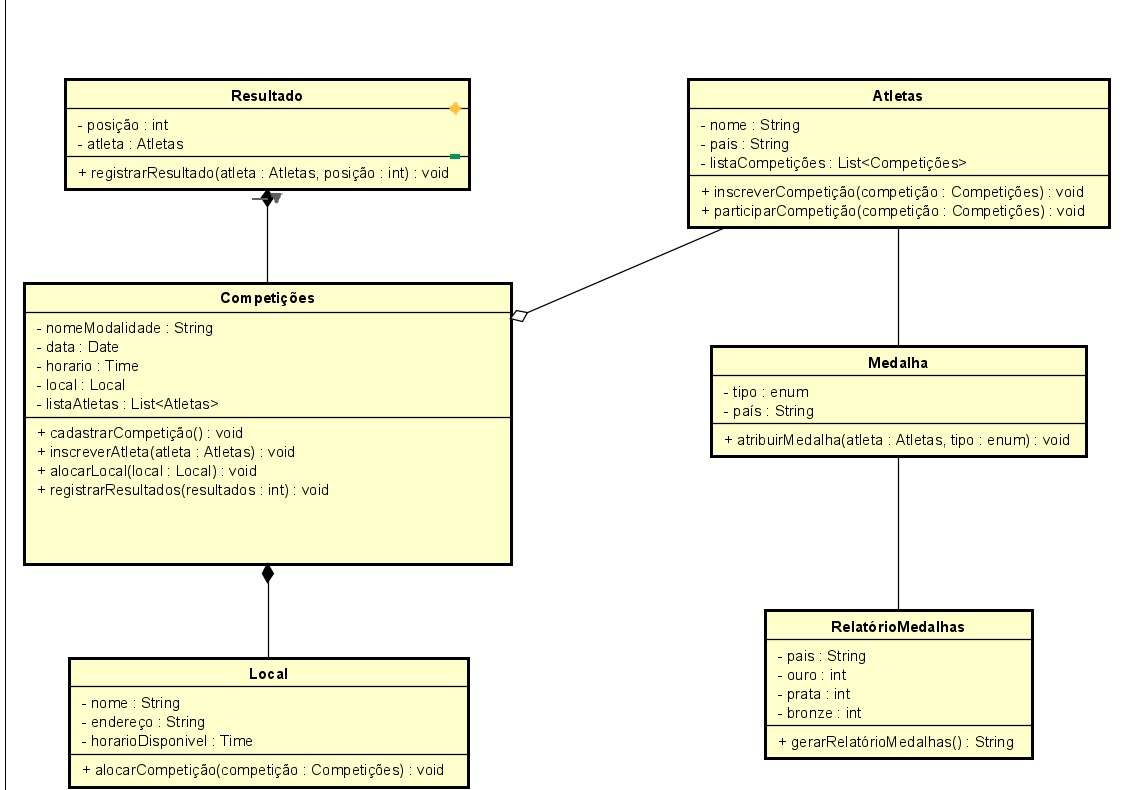 Resultado
- posição : int
- atleta : Atletas
+ registrarResultado(atleta : Atletas, posição : int) : void
Atletas
- nome : String
- pais : String
- listaCompetições : List<Competições>
+ inscreverCompetição(competição : Competições) : void
+ participarCompetição(competição : Competições) : void
Competições
- nomeModalidade : String
- data : Date
- horario : Time
- local : Local
- listaAtletas : List<Atletas>
+ cadastrarCompetição() : void
+ inscreverAtleta(atleta : Atletas) : void
+ alocarLocal(local : Local) : void
+ registrarResultados(resultados : int) : void
Medalha
- tipo : enum
- país : String
+ atribuirMedalha(atleta : Atletas, tipo : enum) : void
Local
- nome : String
- endereço : String
- horarioDisponivel : Time
+ alocarCompetição(competição : Competições) : void
RelatórioMedalhas
- pais : String
- ouro : int
- prata : int
- bronze : int
+ gerarRelatórioMedalhas() : String